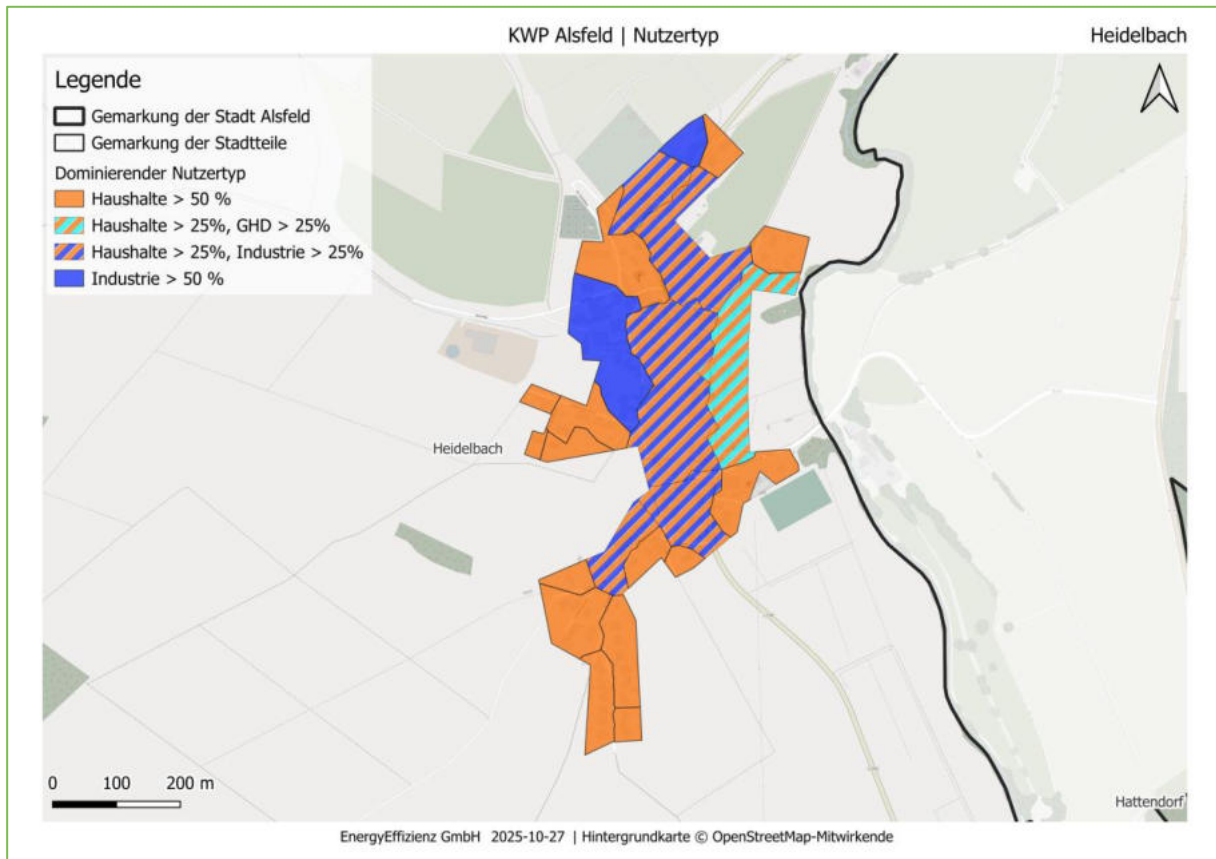 KWP Alsfeld | Nutzertyp
Heidelbach
Legende
Gemarkung der Stadt Alsfeld
Gemarkung der Stadtteile
Dominierender Nutzertyp
Haushalte > 50 %
Haushalte > 25%, GHD > 25%
Haushalte > 25%, Industrie > 25%
Industrie > 50 %
Heidelbach
0 100 200 m
Hattendorf
EnergyEffizienz GmbH 2025-10-27 | Hintergrundkarte © OpenStreetMap-Mitwirkende